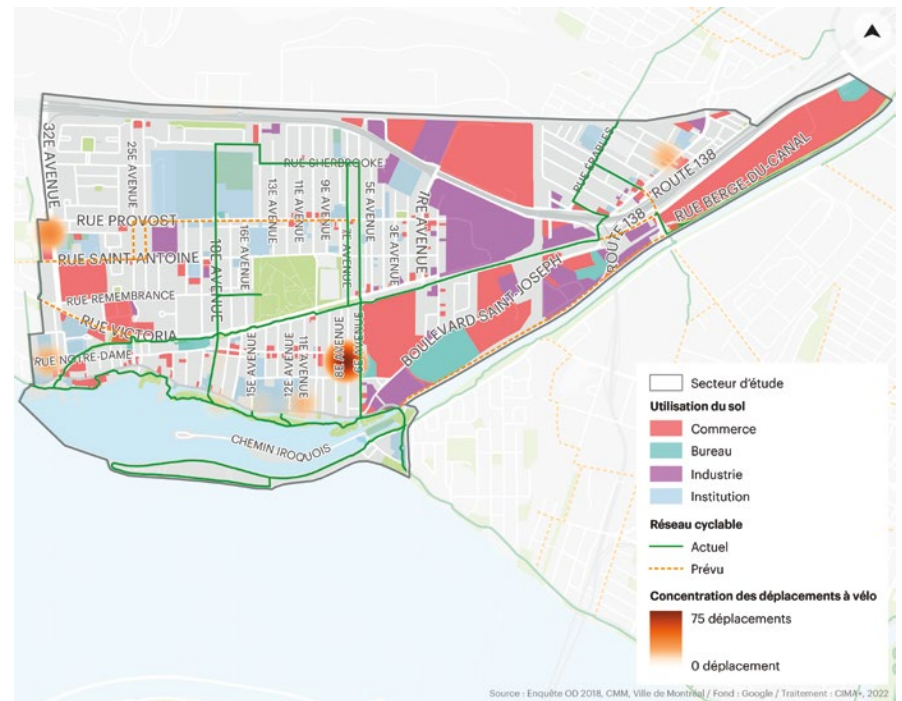 32E AVENUE
25E AVENUE
RUE PROVOST
RUE SAINT-ANTOINE
RUE REMEMBRANCE
RUE VICTORIA
RUE NOTRE-DAME
RUE SHERBROOKE
16E AVENUE
13E AVENUE
11E AVENUE
9E AVENUE
7E AVENUE
5E AVENUE
3E AVENUE
1RE AVENUE
15E AVENUE
12E AVENUE
11E AVENUE
8E AVENUE
6E AVENUE
CHEMIN IROQUOIS
BOULEVARD SAINT-JOSEPH
RUE ÉRABLES
ROUTE 138
ROUTE 138
RUE BERGE-DU-CANAL
Secteur d'étude
Utilisation du sol
Commerce
Bureau
Industrie
Institution
Réseau cyclable
Actuel
Prévu
Concentration des déplacements à vélo
75 déplacements
0 déplacement
Source : Enquête OD 2018, CMM, Ville de Montréal / Fond : Google / Traitement : CIMA+, 2022